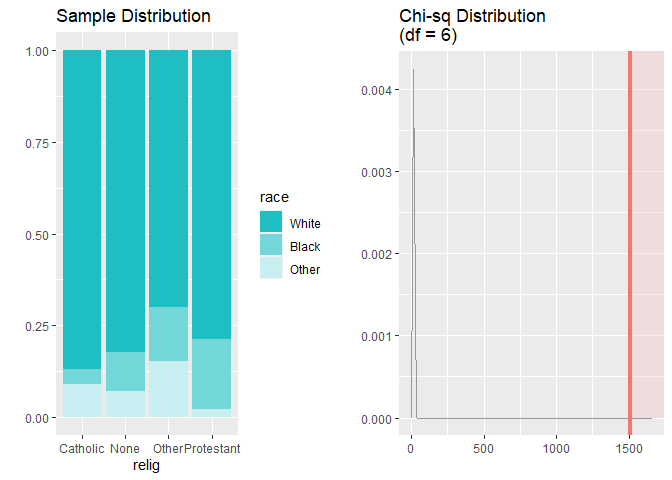 Sample Distribution
1.00
0.75
0.50
0.25
0.00
Catholic None Other Protestant
relig
race
White
Black
Other
Chi-sq Distribution
(df = 6)
0.004
0.003
0.002
0.001
0.000
0 500 1000 1500